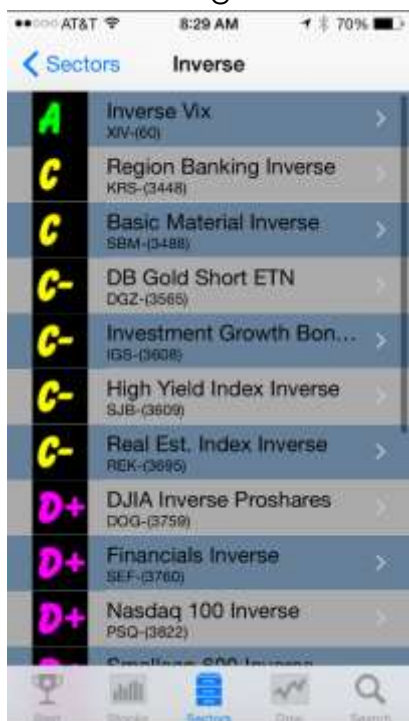 AT&T 8:29 AM 70%
Sectors Inverse
A Inverse Vix
XIV-(60)
C Region Banking Inverse
KRS-(3448)
C Basic Material Inverse
SBM-(3488)
C- DB Gold Short ETN
DGZ-(3565)
C- Investment Growth Bon...
IGS-(3608)
C- High Yield Index Inverse
SJB-(3609)
C- Real Est. Index Inverse
REK-(3695)
D+ DJIA Inverse Proshares
DOG-(3759)
D+ Financials Inverse
SEF-(3760)
D+ Nasdaq 100 Inverse
PSQ-(3822)
Stocks Sectors Search